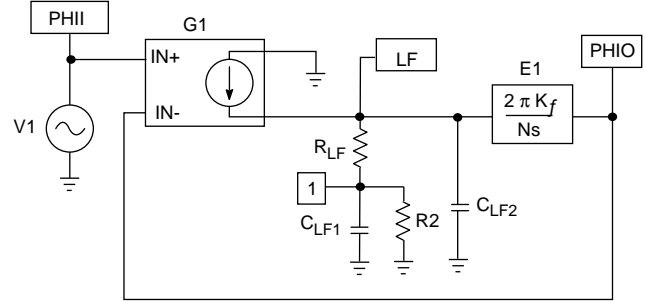 PHII
G1
IN+
IN-
V1
LF
E1
PHIO
2 π Kf
Ns
RLF
1
CLF1
R2
CLF2